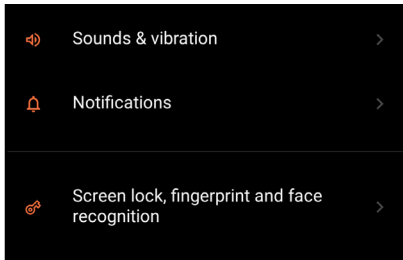 Sounds & vibration
Notifications
Screen lock, fingerprint and face
recognition